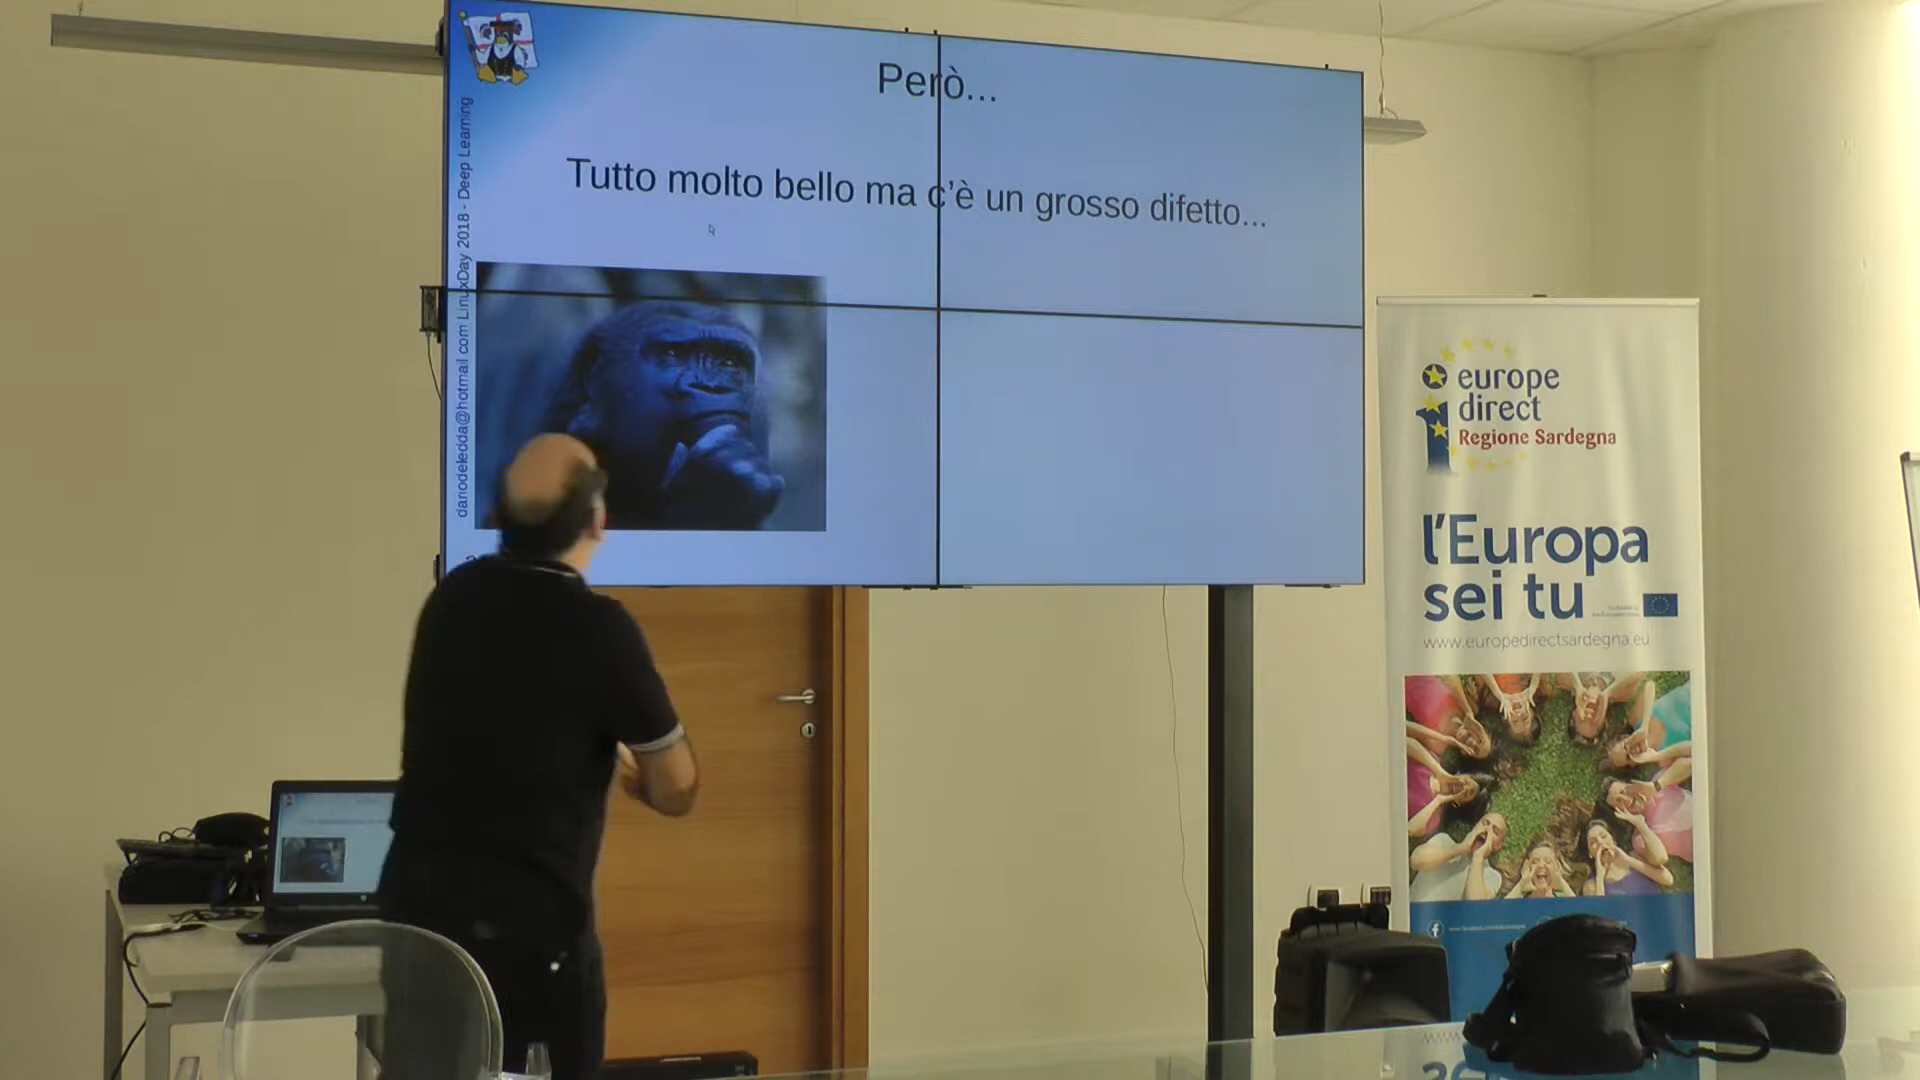 Però...
Tutto molto bello ma c'è un grosso difetto...
dariodeledda@hotmail.com LinuxDay 2018 - Deep Learning
europe
direct
Regione Sardegna
l'Europa
sei tu
www.europedirectsardegna.eu